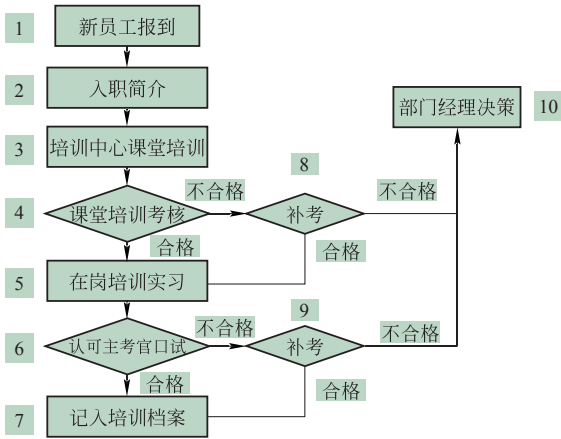 1
新员工报到
2
入职简介
部门经理决策
10
3
培训中心课堂培训
8
不合格
不合格
4
课堂培训考核
补考
合格
合格
5
在岗培训实习
9
不合格
不合格
6
认可主考官口试
补考
合格
合格
7
记入培训档案